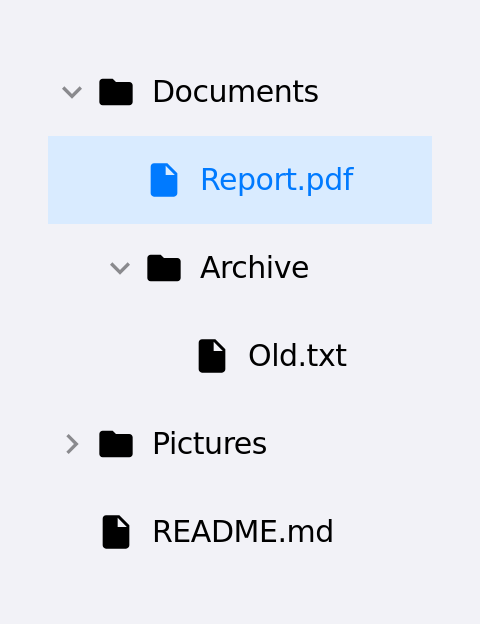 Documents
Report.pdf
Archive
Old.txt
Pictures
README.md